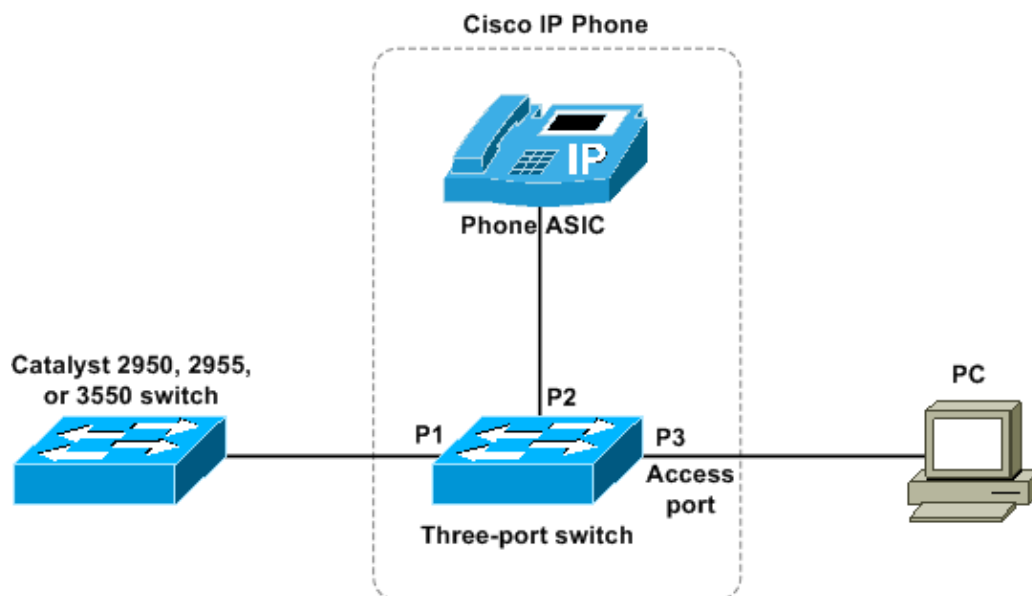 Cisco IP Phone
IP
Phone ASIC
Catalyst 2950, 2955,
or 3550 switch
P1
P2
P3
Access
port
PC
Three-port switch